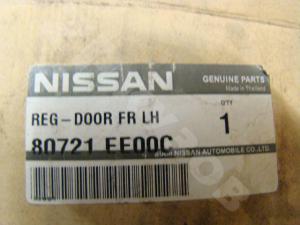 NISSAN
GENUINE PARTS
Made in Thailand
REG-DOOR FR LH
QTY
1
80721 EE00C
NISSAN AUTOMOBILE CO.,LTD.